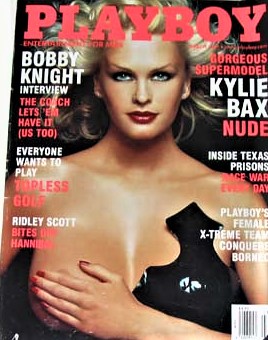 PLAYBOY
ENTERTAINMENT FOR MEN
BOBBY
KNIGHT
INTERVIEW
THE COACH
LETS 'EM
HAVE IT
(US TOO)
EVERYONE
WANTS TO
PLAY
TOPLESS
GOLF
RIDLEY SCOTT
BITES ON
HANNIBAL
GORGEOUS
SUPERMODEL
KYLIE
BAX
NUDE
INSIDE TEXAS
PRISONS
RACE WAR
EVERY DAY
PLAYBOY'S
FEMALE
X-TREME TEAM
CONQUERS
BORNEO